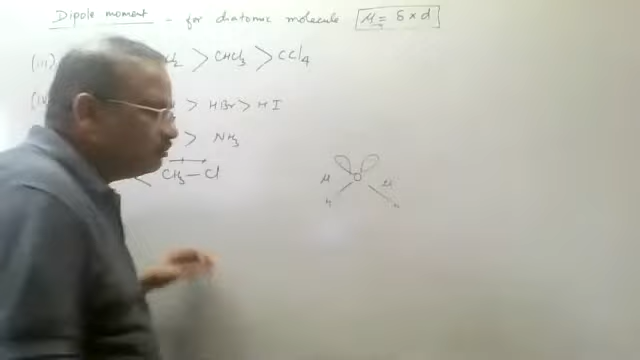 Dipole moment - for diatomic molecule μ = δ × d
(iii) > CHCl3 > CCl4
(iv) > HBr > HI
> NH3
< CH3-Cl
O
μ μ
H H